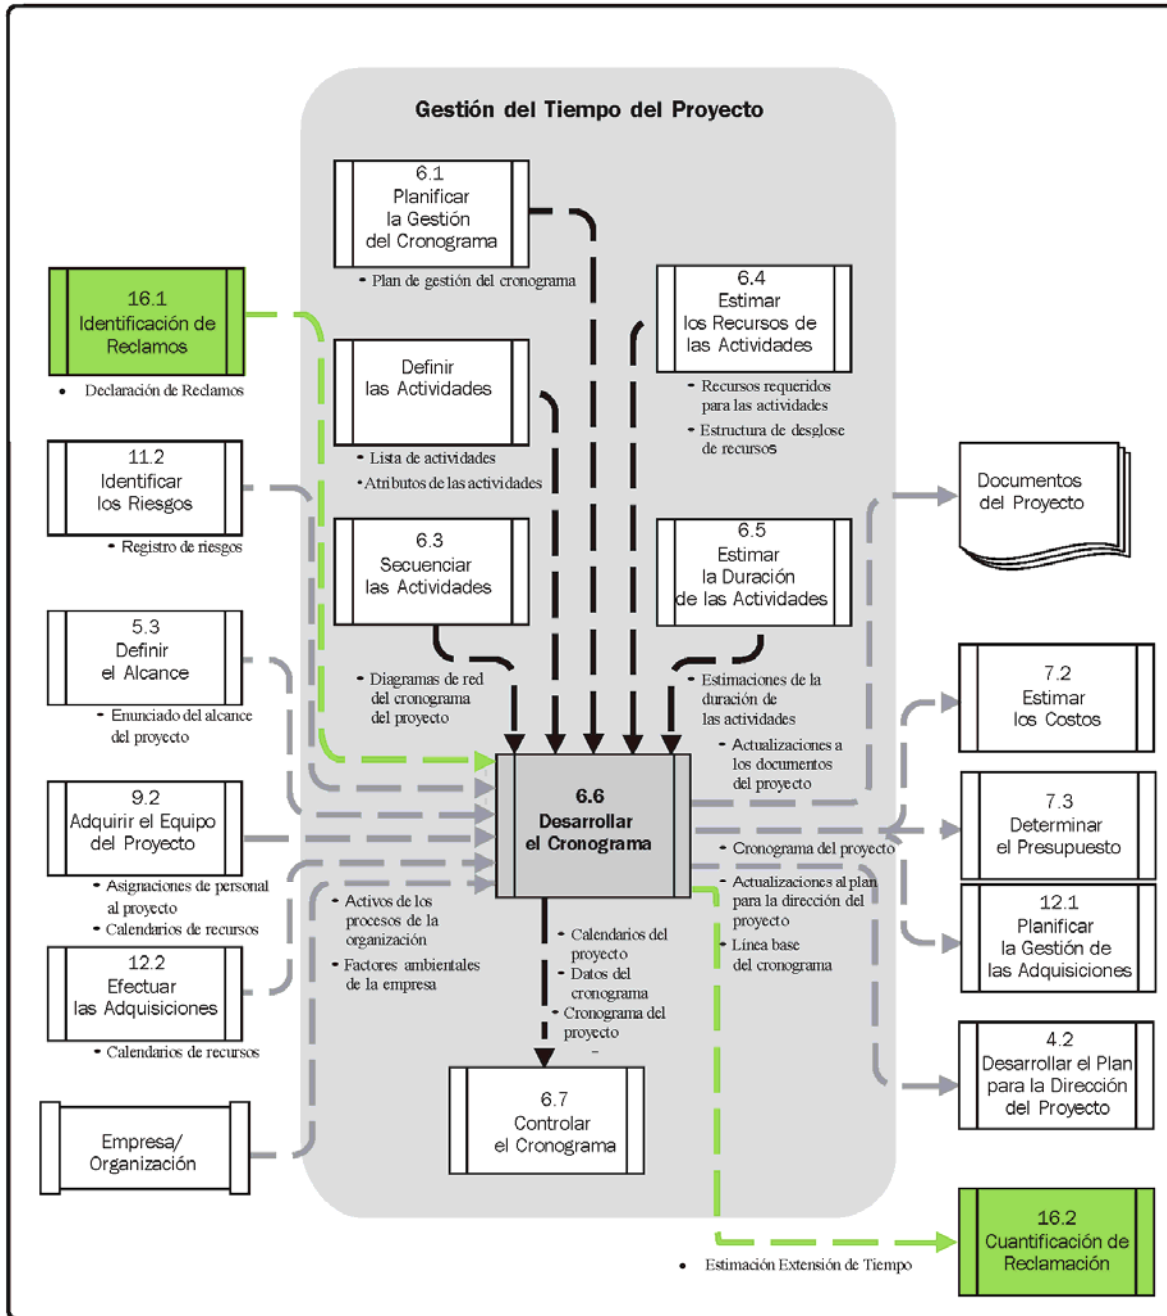 Gestión del Tiempo del Proyecto
6.1
Planificar
la Gestión
del Cronograma
• Plan de gestión del cronograma
16.1
Identificación de
Reclamos
• Declaración de Reclamos
6.4
Estimar
los Recursos de
las Actividades
• Recursos requeridos
para las actividades
• Estructura de desglose
de recursos
Definir
las Actividades
• Lista de actividades
• Atributos de las actividades
11.2
Identificar
los Riesgos
• Registro de riesgos
Documentos
del Proyecto
6.3
Secuenciar
las Actividades
• Diagramas de red
del cronograma
del proyecto
6.5
Estimar
la Duración
de las Actividades
• Estimaciones de la
duración de
las actividades
• Actualizaciones a
los documentos
del proyecto
5.3
Definir
el Alcance
• Enunciado del alcance
del proyecto
7.2
Estimar
los Costos
6.6
Desarrollar
el Cronograma
9.2
Adquirir el Equipo
del Proyecto
• Asignaciones de personal
al proyecto
• Calendarios de recursos
7.3
Determinar
el Presupuesto
• Cronograma del proyecto
• Actualizaciones al plan
para la dirección del
proyecto
• Línea base
del cronograma
12.1
Planificar
la Gestión de
las Adquisiciones
• Activos de los
procesos de la
organización
• Factores ambientales
de la empresa
• Calendarios del
proyecto
• Datos del
cronograma
• Cronograma del
proyecto
12.2
Efectuar
las Adquisiciones
• Calendarios de recursos
4.2
Desarrollar el Plan
para la Dirección
del Proyecto
6.7
Controlar
el Cronograma
Empresa/
Organización
16.2
Cuantificación de
Reclamación
• Estimación Extensión de Tiempo